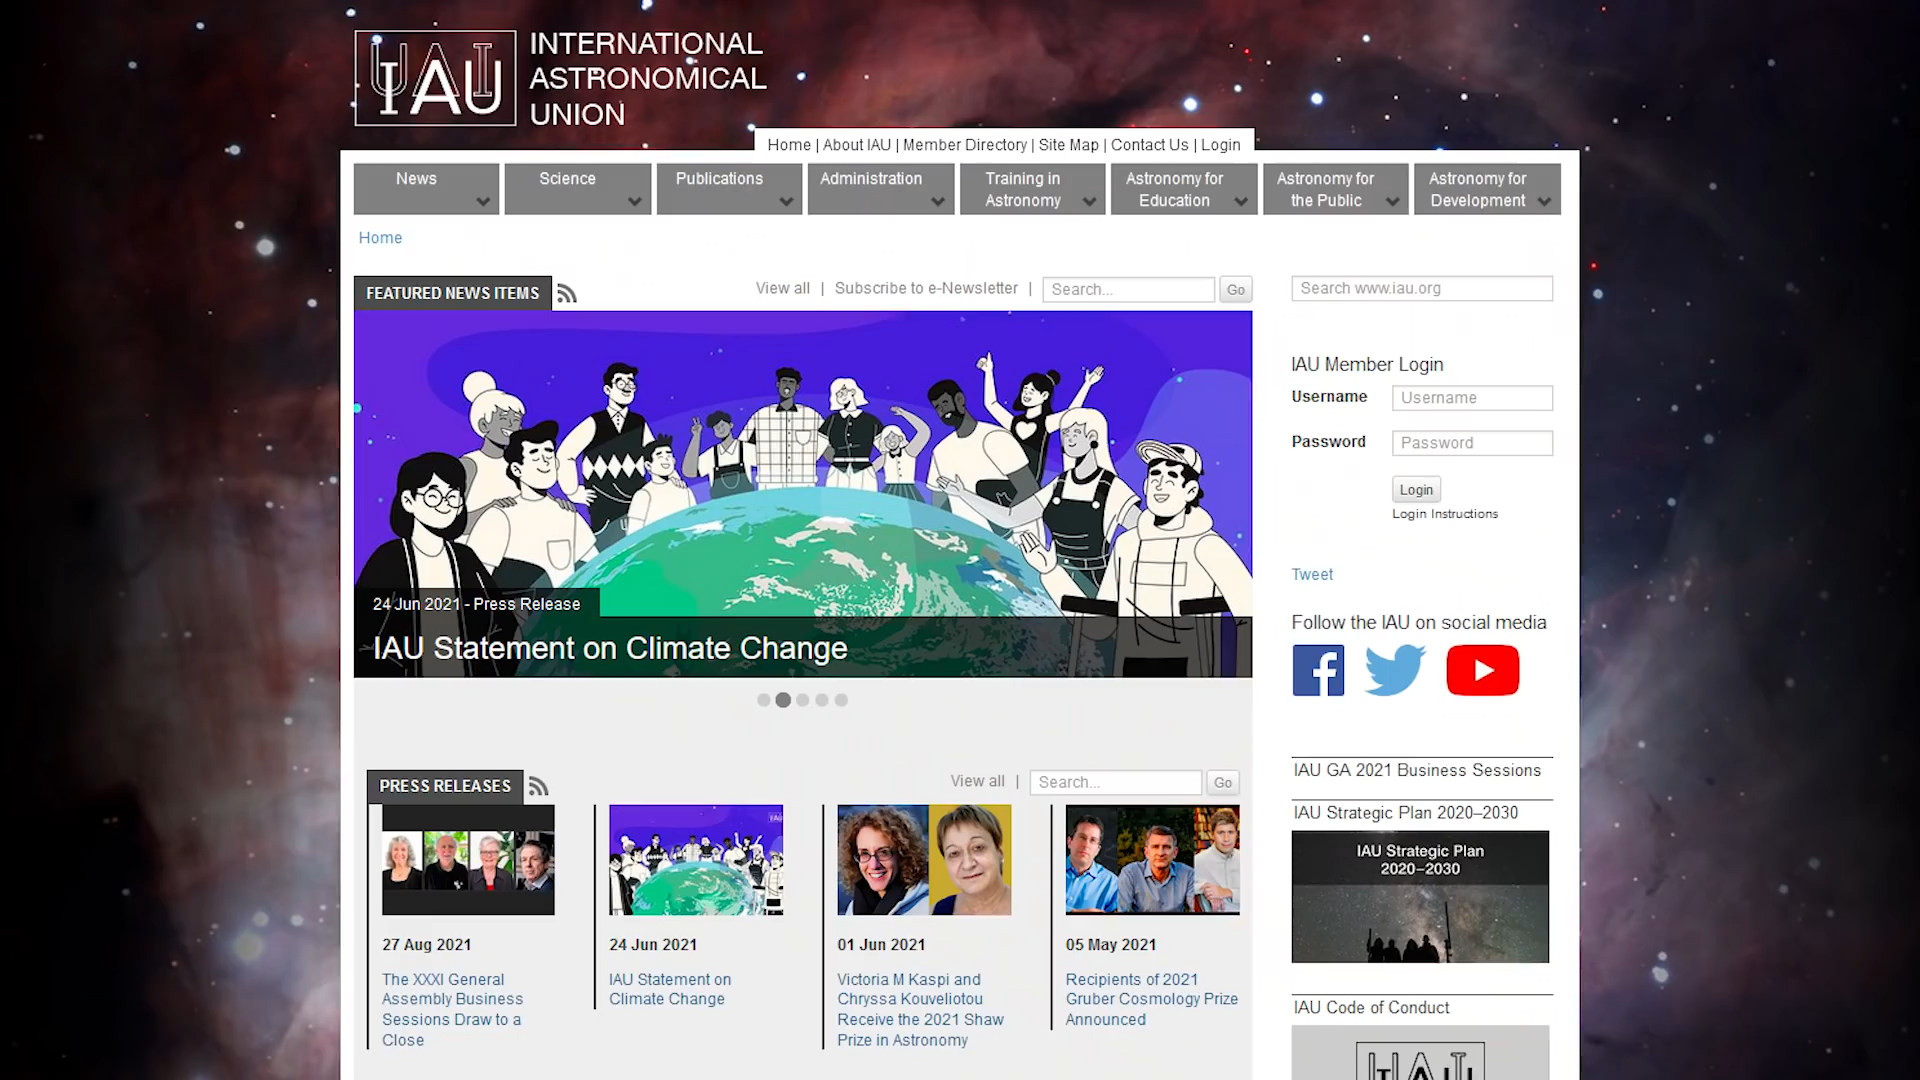 IAU
INTERNATIONAL
ASTRONOMICAL
UNION
Home | About IAU | Member Directory | Site Map | Contact Us | Login
News
Science
Publications
Administration
Training in
Astronomy
Astronomy for
Education
Astronomy for
the Public
Astronomy for
Development
Home
FEATURED NEWS ITEMS
View all | Subscribe to e-Newsletter |
Search...
Go
24 Jun 2021 - Press Release
IAU Statement on Climate Change
PRESS RELEASES
View all |
Search...
Go
27 Aug 2021
The XXXI General
Assembly Business
Sessions Draw to a
Close
IAU
24 Jun 2021
IAU Statement on
Climate Change
01 Jun 2021
Victoria M Kaspi and
Chryssa Kouveliotou
Receive the 2021 Shaw
Prize in Astronomy
05 May 2021
Recipients of 2021
Gruber Cosmology Prize
Announced
Search www.iau.org
IAU Member Login
Username
Username
Password
Password
Login
Login Instructions
Tweet
Follow the IAU on social media
IAU GA 2021 Business Sessions
IAU Strategic Plan 2020–2030
IAU Strategic Plan
2020–2030
IAU Code of Conduct
IAU